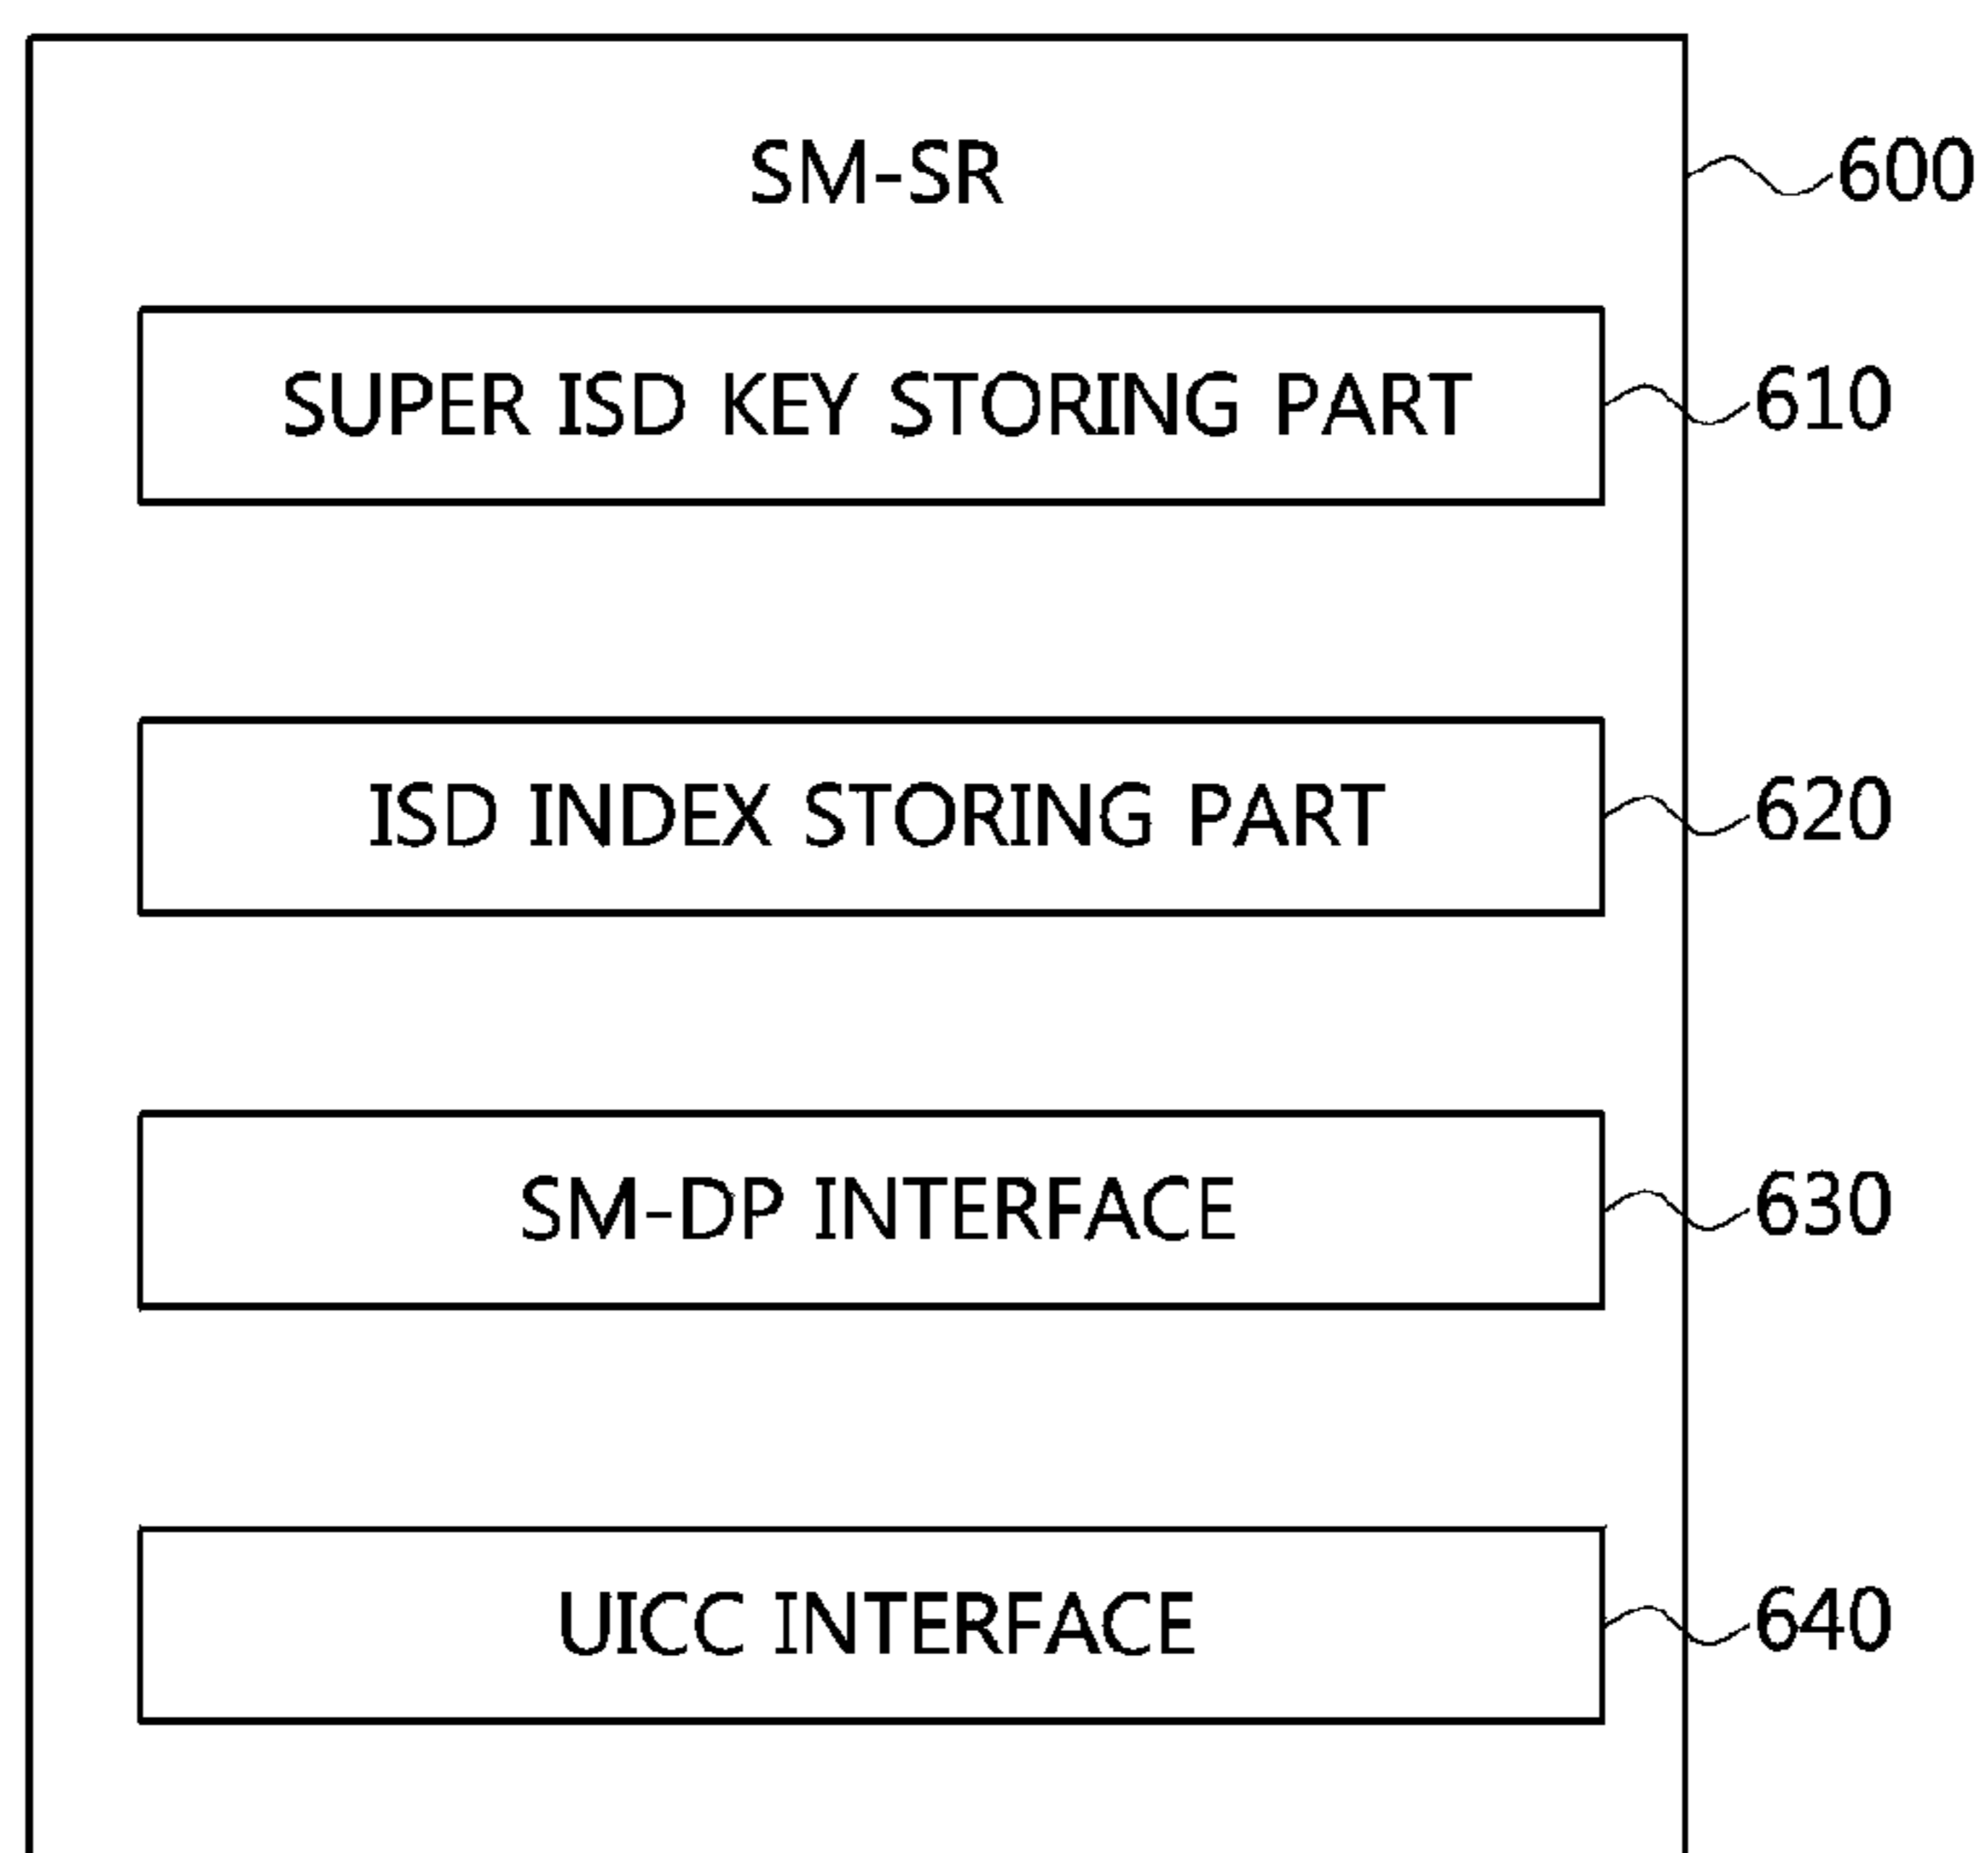 SM-SR
600
SUPER ISD KEY STORING PART
610
ISD INDEX STORING PART
620
SM-DP INTERFACE
630
UICC INTERFACE
640